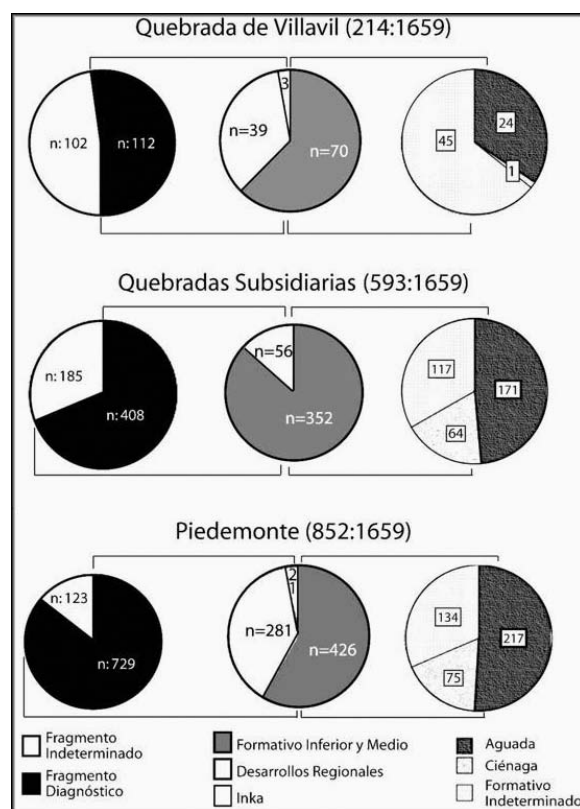 Quebrada de Villavil (214:1659)
n: 102
n: 112
3
n=39
n=70
45
24
1
Quebradas Subsidiarias (593:1659)
n: 185
n: 408
n=56
n=352
117
171
64
Piedemonte (852:1659)
n: 123
n: 729
2
1
n=281
n=426
134
217
75
Fragmento
Indeterminado
Fragmento
Diagnóstico
Formativo Inferior y Medio
Desarrollos Regionales
Inka
Aguada
Ciénaga
Formativo
Indeterminado